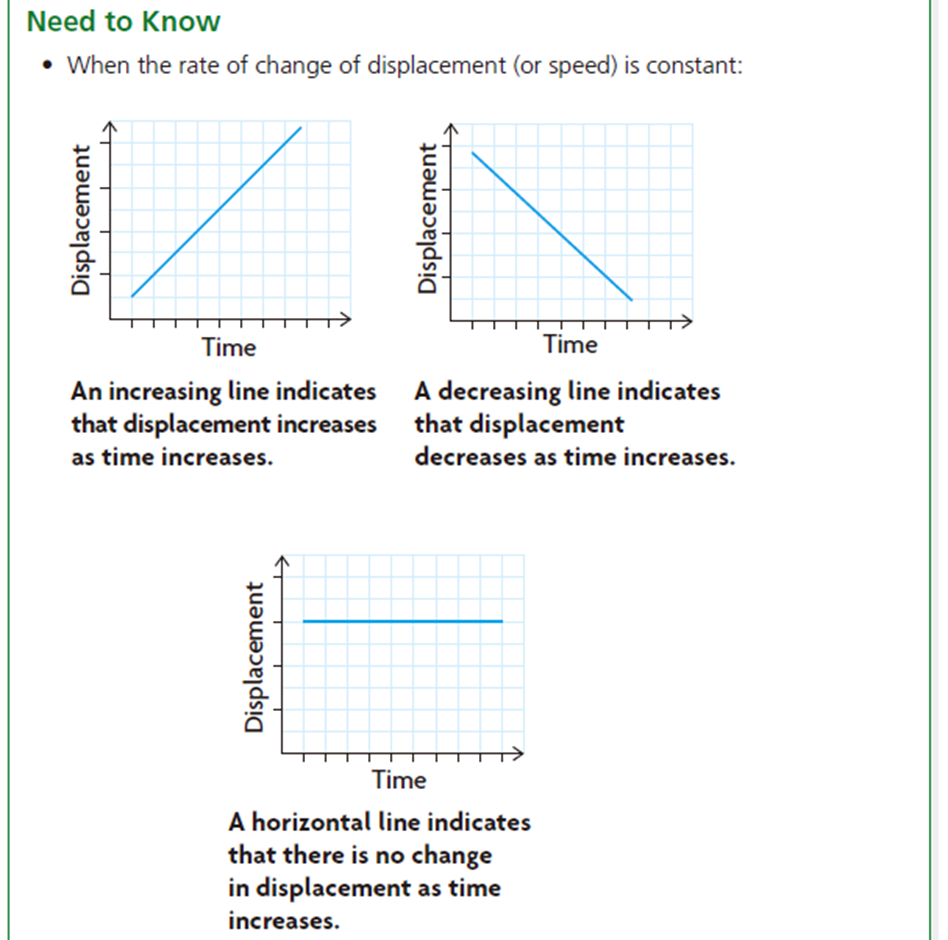 Need to Know
• When the rate of change of displacement (or speed) is constant:
Displacement
Time
An increasing line indicates
that displacement increases
as time increases.
Displacement
Time
A decreasing line indicates
that displacement
decreases as time increases.
Displacement
Time
A horizontal line indicates
that there is no change
in displacement as time
increases.